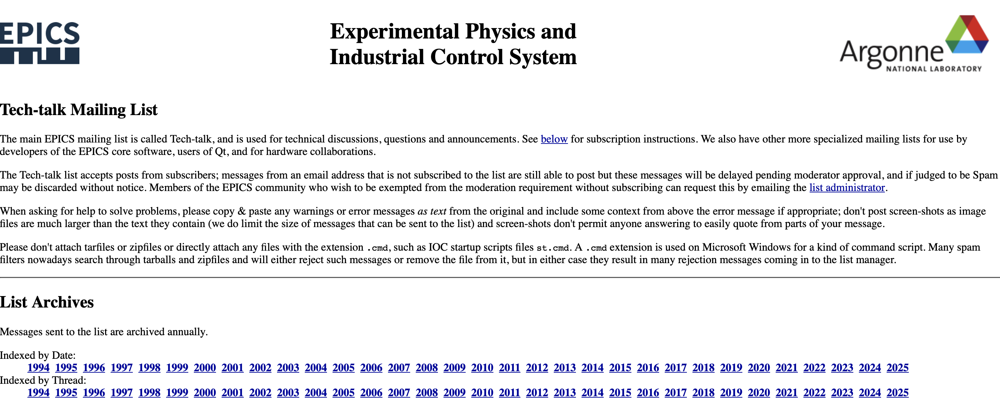 EPICS
Experimental Physics and
Industrial Control System
Argonne
NATIONAL LABORATORY
Tech-talk Mailing List
The main EPICS mailing list is called Tech-talk, and is used for technical discussions, questions and announcements. See below for subscription instructions. We also have other more specialized mailing lists for use by
developers of the EPICS core software, users of Qt, and for hardware collaborations.
The Tech-talk list accepts posts from subscribers; messages from an email address that is not subscribed to the list are still able to post but these messages will be delayed pending moderator approval, and if judged to be Spam
may be discarded without notice. Members of the EPICS community who wish to be exempted from the moderation requirement without subscribing can request this by emailing the list administrator.
When asking for help to solve problems, please copy & paste any warnings or error messages as text from the original and include some context from above the error message if appropriate; don't post screen-shots as image
files are much larger than the text they contain (we do limit the size of messages that can be sent to the list) and screen-shots don't permit anyone answering to easily quote from parts of your message.
Please don't attach tarfiles or zipfiles or directly attach any files with the extension .cmd, such as IOC startup scripts files st.cmd. A .cmd extension is used on Microsoft Windows for a kind of command script. Many spam
filters nowadays search through tarballs and zipfiles and will either reject such messages or remove the file from it, but in either case they result in many rejection messages coming in to the list manager.
List Archives
Messages sent to the list are archived annually.
Indexed by Date:
1994 1995 1996 1997 1998 1999 2000 2001 2002 2003 2004 2005 2006 2007 2008 2009 2010 2011 2012 2013 2014 2015 2016 2017 2018 2019 2020 2021 2022 2023 2024 2025
Indexed by Thread:
1994 1995 1996 1997 1998 1999 2000 2001 2002 2003 2004 2005 2006 2007 2008 2009 2010 2011 2012 2013 2014 2015 2016 2017 2018 2019 2020 2021 2022 2023 2024 2025